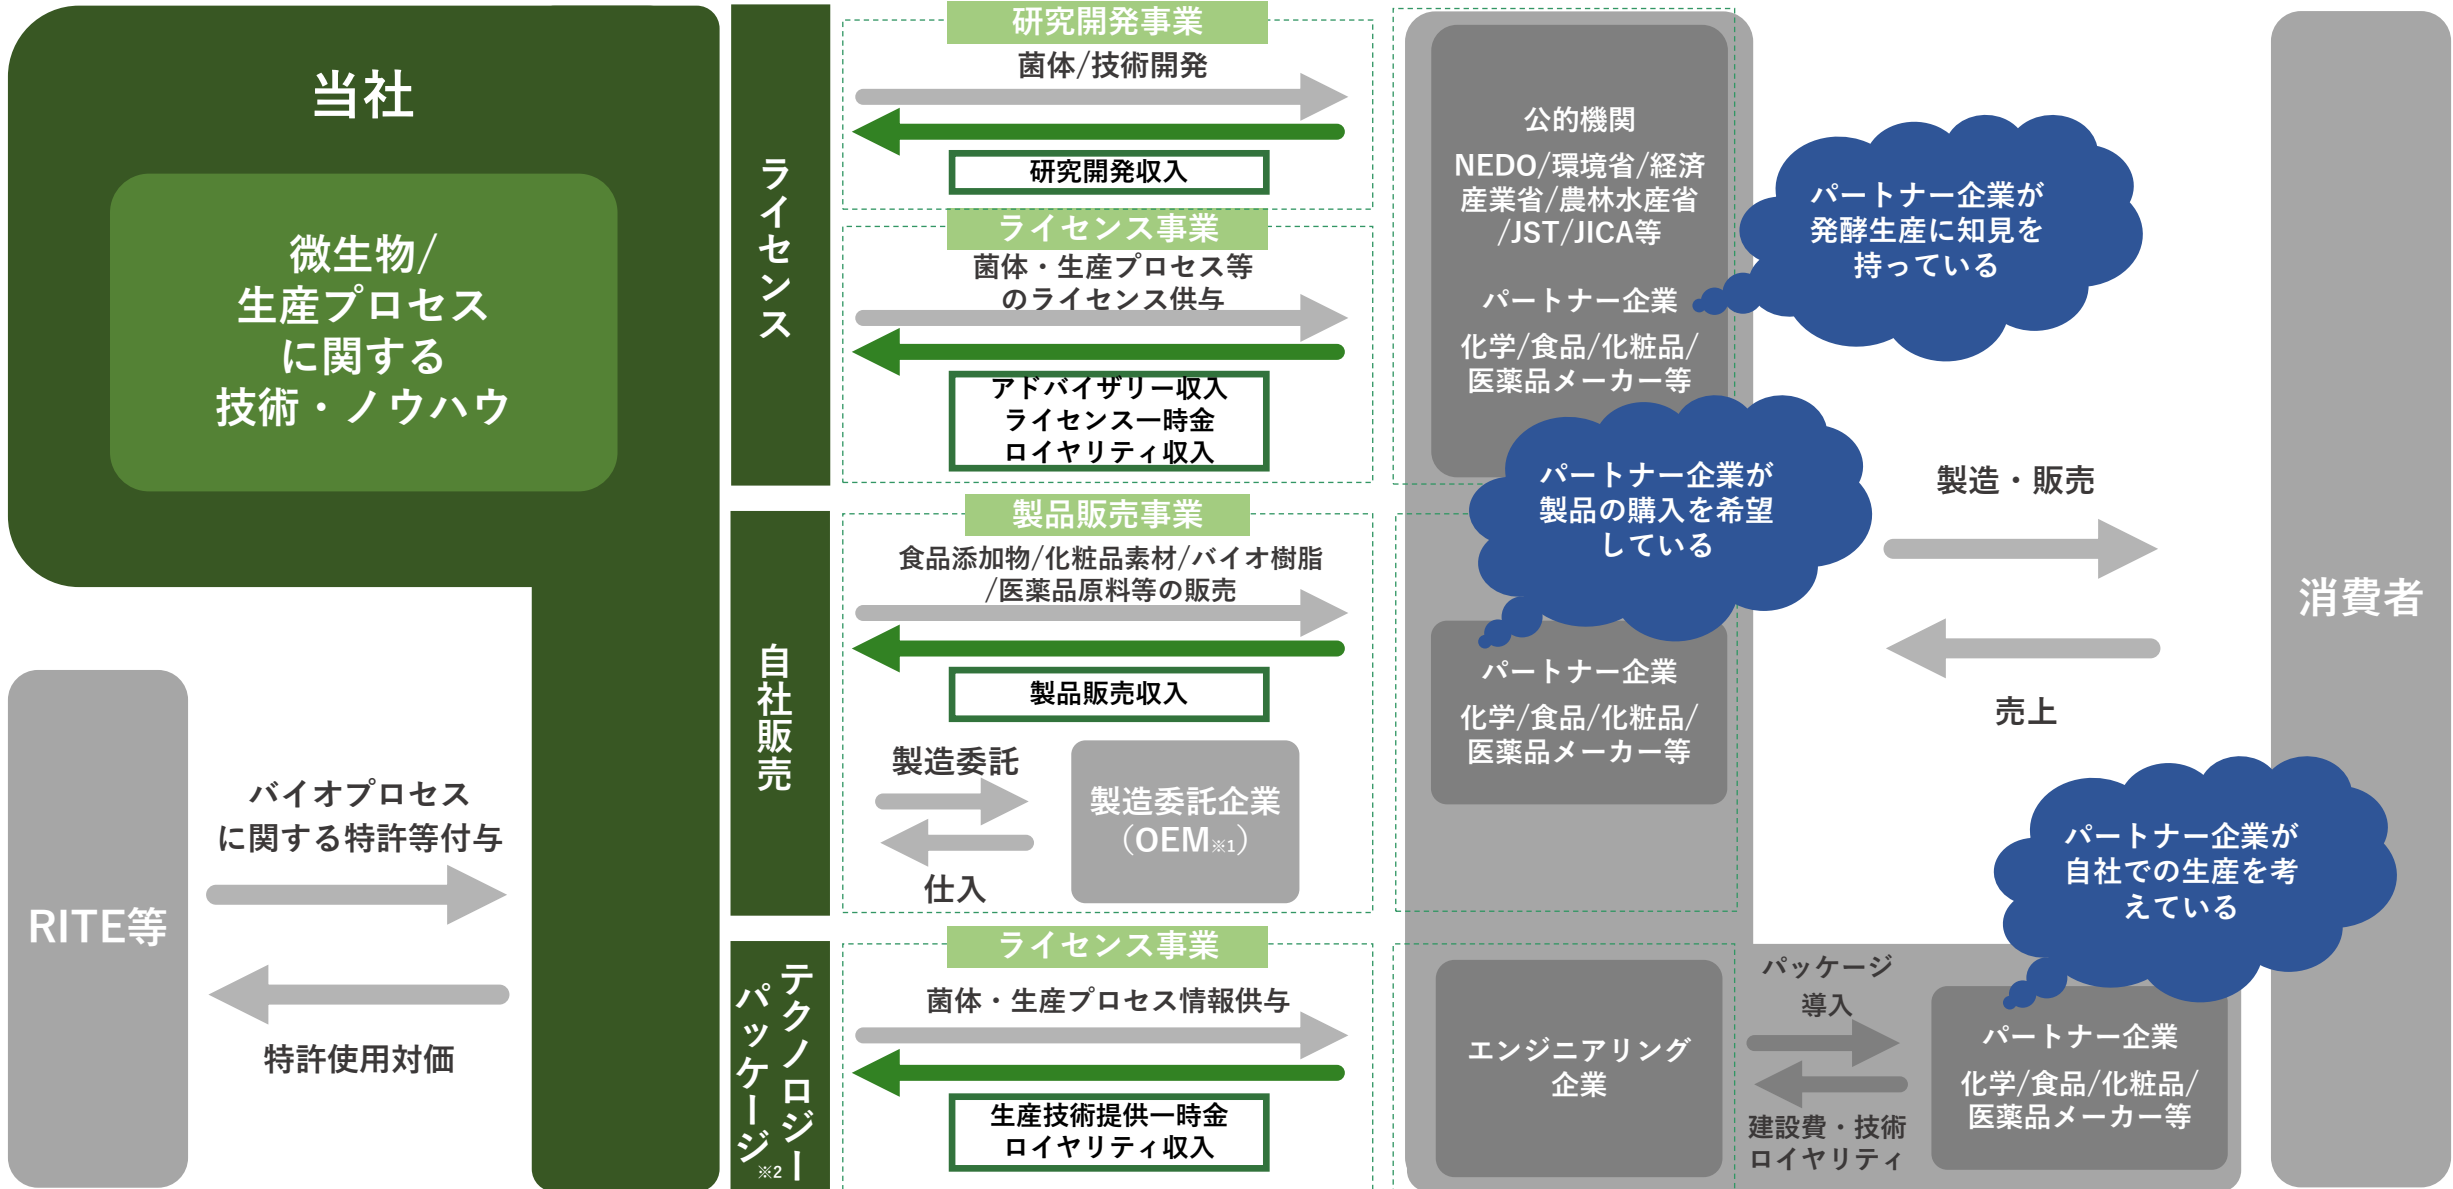 当社
微生物/
生産プロセス
に関する
技術・ノウハウ
RITE等
バイオプロセス
に関する特許等付与
特許使用対価
ライセンス
研究開発事業
菌体/技術開発
研究開発収入
ライセンス事業
菌体・生産プロセス等
のライセンス供与
アドバイザリー収入
ライセンス一時金
ロイヤリティ収入
公的機関
NEDO/環境省/経済
産業省/農林水産省
/JST/JICA等
パートナー企業
化学/食品/化粧品/
医薬品メーカー等
パートナー企業が
発酵生産に知見を
持っている
自社販売
製品販売事業
食品添加物/化粧品素材/バイオ樹脂
/医薬品原料等の販売
製品販売収入
製造委託
仕入
製造委託企業
（OEM※1）
パートナー企業が
製品の購入を希望
している
パートナー企業
化学/食品/化粧品/
医薬品メーカー等
製造・販売
売上
消費者
テクノロジー
パッケージ※2
ライセンス事業
菌体・生産プロセス情報供与
生産技術提供一時金
ロイヤリティ収入
エンジニアリング
企業
パッケージ
導入
建設費・技術
ロイヤリティ
パートナー企業が
自社での生産を考
えている
パートナー企業
化学/食品/化粧品/
医薬品メーカー等